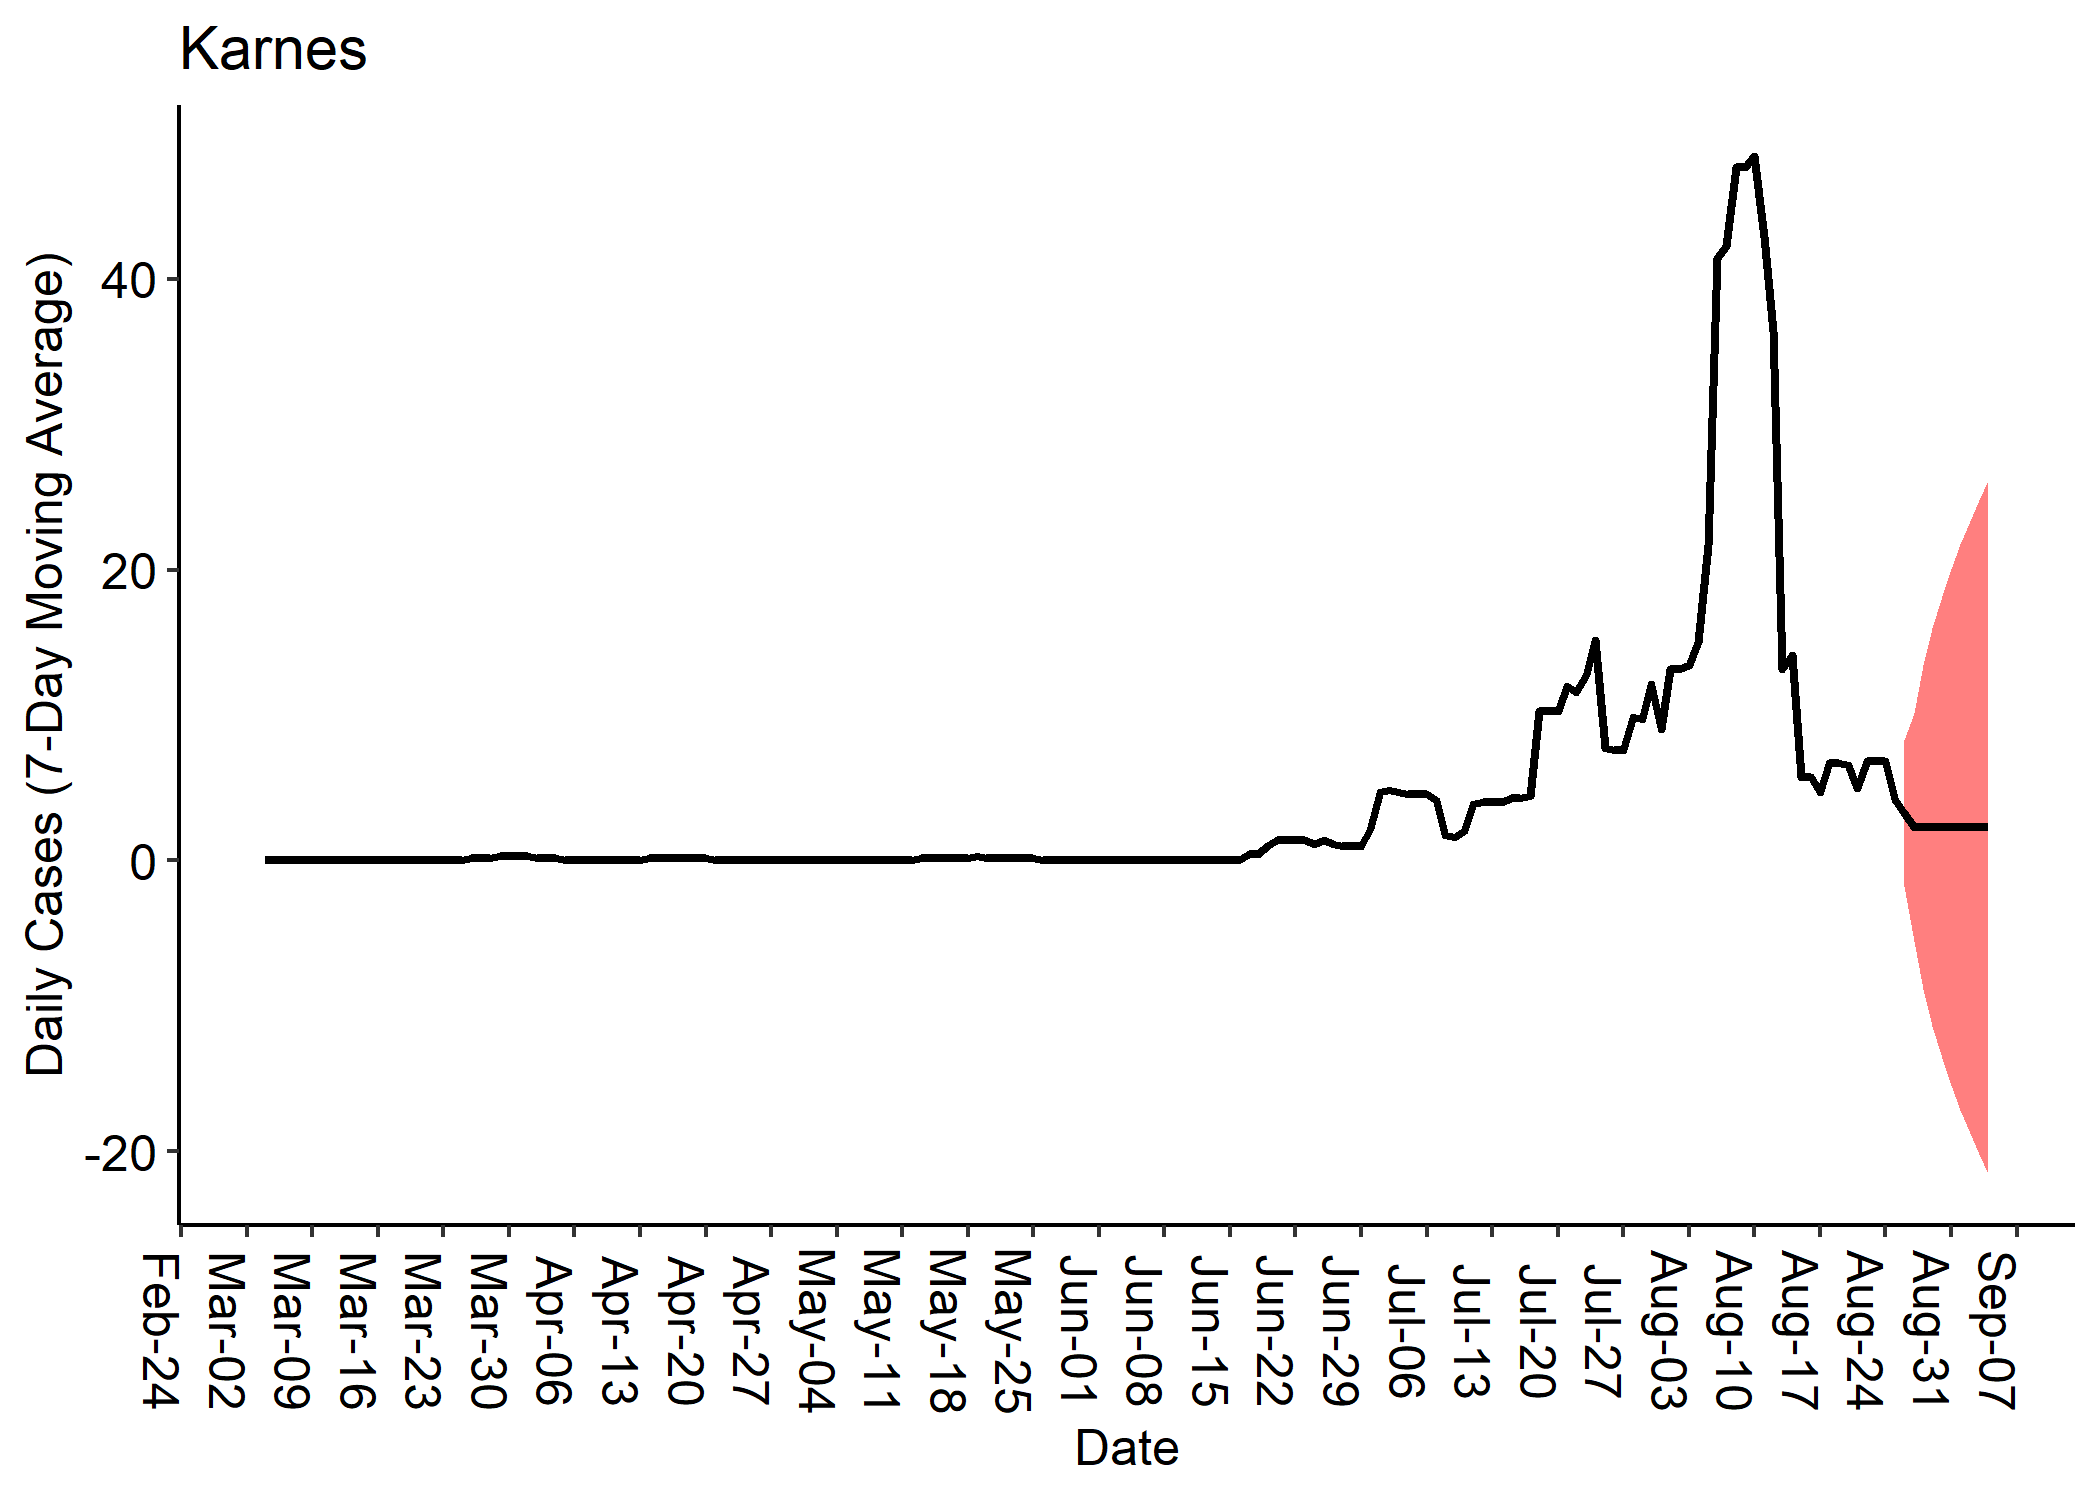 Karnes
Daily Cases (7-Day Moving Average)
40
20
0
-20
Feb-24
Mar-02
Mar-09
Mar-16
Mar-23
Mar-30
Apr-06
Apr-13
Apr-20
Apr-27
May-04
May-11
May-18
May-25
Jun-01
Jun-08
Jun-15
Jun-22
Jun-29
Jul-06
Jul-13
Jul-20
Jul-27
Aug-03
Aug-10
Aug-17
Aug-24
Aug-31
Sep-07
Date